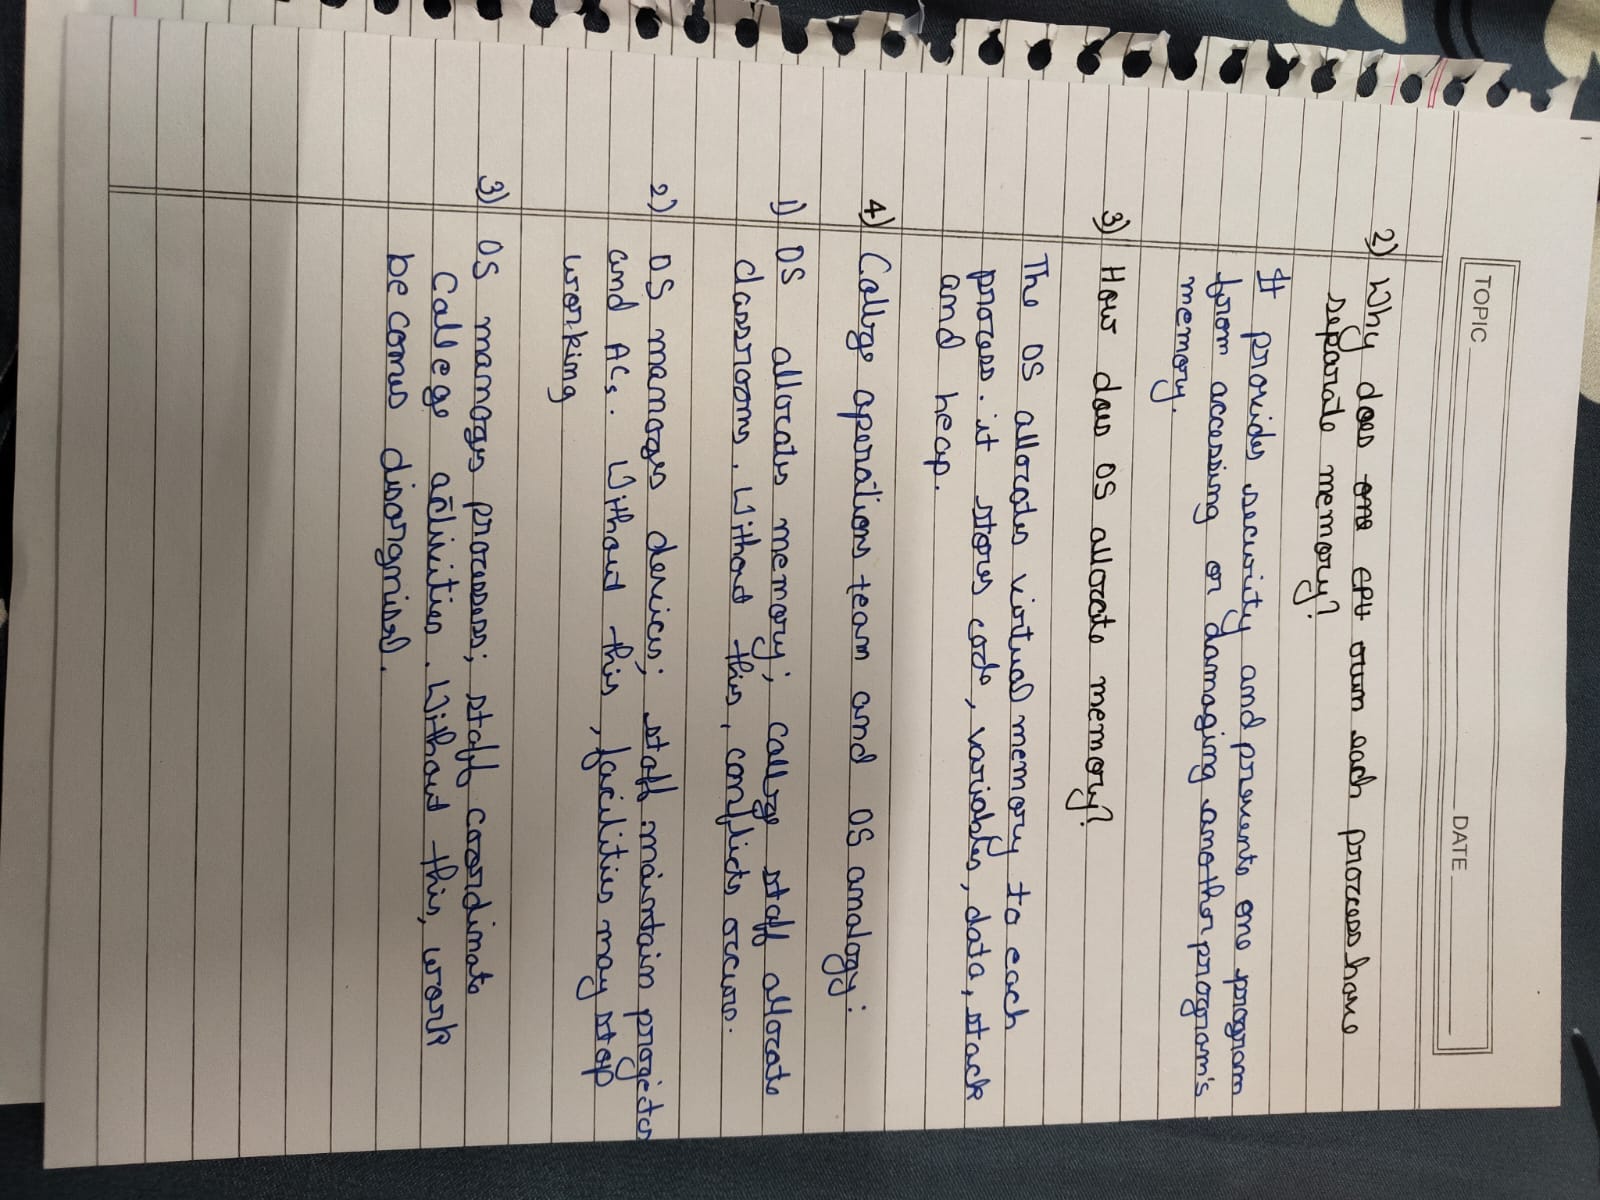 TOPIC
DATE
2) Why does one CPU own each process have
separate memory?
It provides security and prevents one program
from accessing or damaging another program's
memory.
3) How does OS allocate memory?
The OS allocates virtual memory to each
process. it stores code, variables, data, stack
and heap.
4) College operations team and OS analogy:
1) OS allocates memory; college staff allocate
classrooms. Without this, conflicts occurs.
2) OS manages devices; staff maintain projector
and ACs. Without this, facilities may stop
working
3) OS manages processes; staff coordinate
College activities. Without this, work
becomes disorgnised.